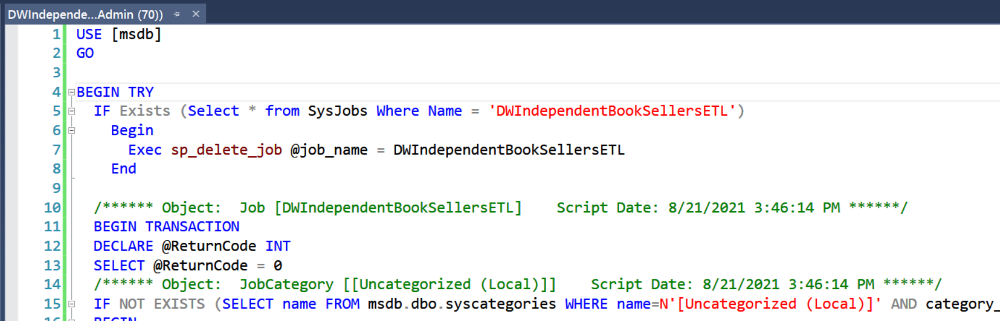 DWIndepende...Admin (70))
1 USE [msdb]
2 GO
3
4 BEGIN TRY
5 IF Exists (Select * from SysJobs Where Name = 'DWIndependentBookSellersETL')
6 Begin
7 Exec sp_delete_job @job_name = DWIndependentBookSellersETL
8 End
9
10 /****** Object:  Job [DWIndependentBookSellersETL]    Script Date: 8/21/2021 3:46:14 PM ******/
11 BEGIN TRANSACTION
12 DECLARE @ReturnCode INT
13 SELECT @ReturnCode = 0
14 /****** Object:  JobCategory [[Uncategorized (Local)]]    Script Date: 8/21/2021 3:46:14 PM ******/
15 IF NOT EXISTS (SELECT name FROM msdb.dbo.syscategories WHERE name=N'[Uncategorized (Local)]' AND category_
16 BEGIN